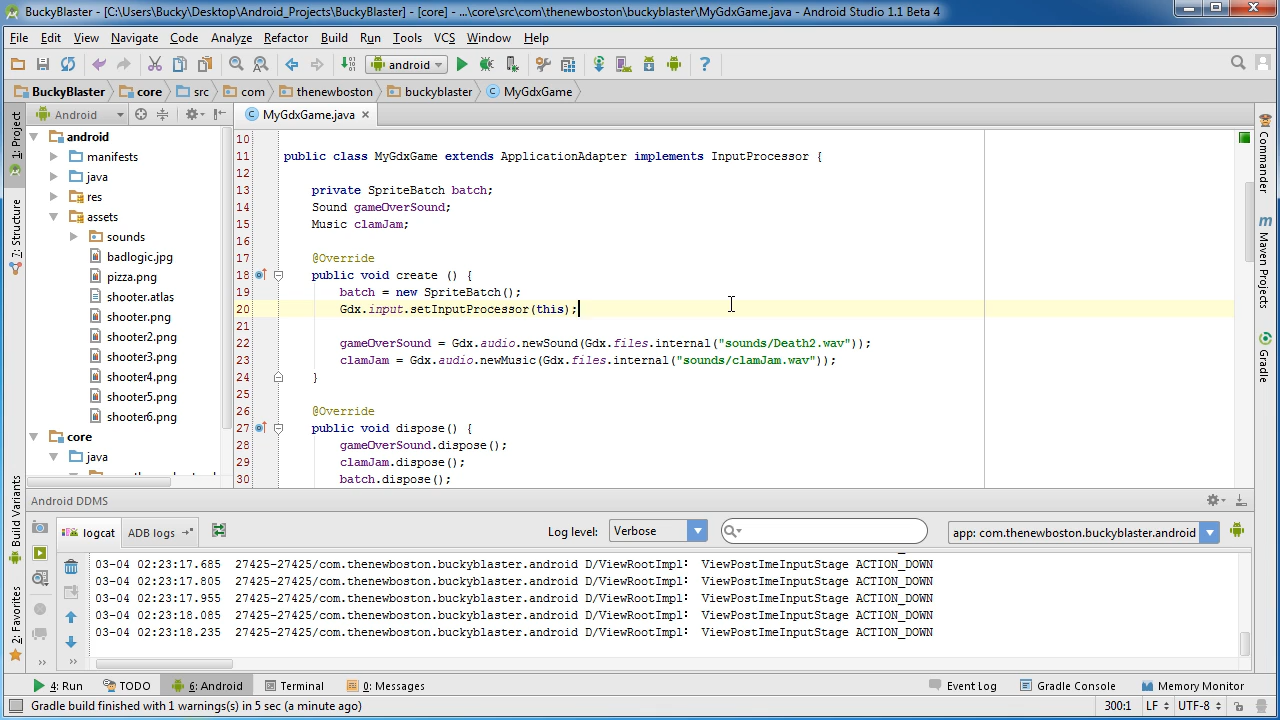 BuckyBlaster - [C:\Users\Bucky\Desktop\Android_Projects\BuckyBlaster] - [core] - ...\core\src\com\thenewboston\buckyblaster\MyGdxGame.java - Android Studio 1.1 Beta 4
File Edit View Navigate Code Analyze Refactor Build Run Tools VCS Window Help
android
BuckyBlaster core src com thenewboston buckyblaster MyGdxGame
1: Project
7: Structure
Build Variants
2: Favorites
Android
android
manifests
java
res
assets
sounds
badlogic.jpg
pizza.png
shooter.atlas
shooter.png
shooter2.png
shooter3.png
shooter4.png
shooter5.png
shooter6.png
core
java
MyGdxGame.java
10
11 public class MyGdxGame extends ApplicationAdapter implements InputProcessor {
12
13 private SpriteBatch batch;
14 Sound gameOverSound;
15 Music clamJam;
16
17 @Override
18 public void create () {
19 batch = new SpriteBatch();
20 Gdx.input.setInputProcessor(this);
21
22 gameOverSound = Gdx.audio.newSound(Gdx.files.internal("sounds/Death2.wav"));
23 clamJam = Gdx.audio.newMusic(Gdx.files.internal("sounds/clamJam.wav"));
24 }
25
26 @Override
27 public void dispose() {
28 gameOverSound.dispose();
29 clamJam.dispose();
30 batch.dispose();
Commander
m Maven Projects
Gradle
Android DDMS
logcat ADB logs Log level: Verbose app: com.thenewboston.buckyblaster.android
03-04 02:23:17.685 27425-27425/com.thenewboston.buckyblaster.android D/ViewRootImpl: ViewPostImeInputStage ACTION_DOWN
03-04 02:23:17.805 27425-27425/com.thenewboston.buckyblaster.android D/ViewRootImpl: ViewPostImeInputStage ACTION_DOWN
03-04 02:23:17.955 27425-27425/com.thenewboston.buckyblaster.android D/ViewRootImpl: ViewPostImeInputStage ACTION_DOWN
03-04 02:23:18.085 27425-27425/com.thenewboston.buckyblaster.android D/ViewRootImpl: ViewPostImeInputStage ACTION_DOWN
03-04 02:23:18.235 27425-27425/com.thenewboston.buckyblaster.android D/ViewRootImpl: ViewPostImeInputStage ACTION_DOWN
4: Run TODO 6: Android Terminal 0: Messages Event Log Gradle Console Memory Monitor
Gradle build finished with 1 warnings(s) in 5 sec (a minute ago) 300:1 LF UTF-8